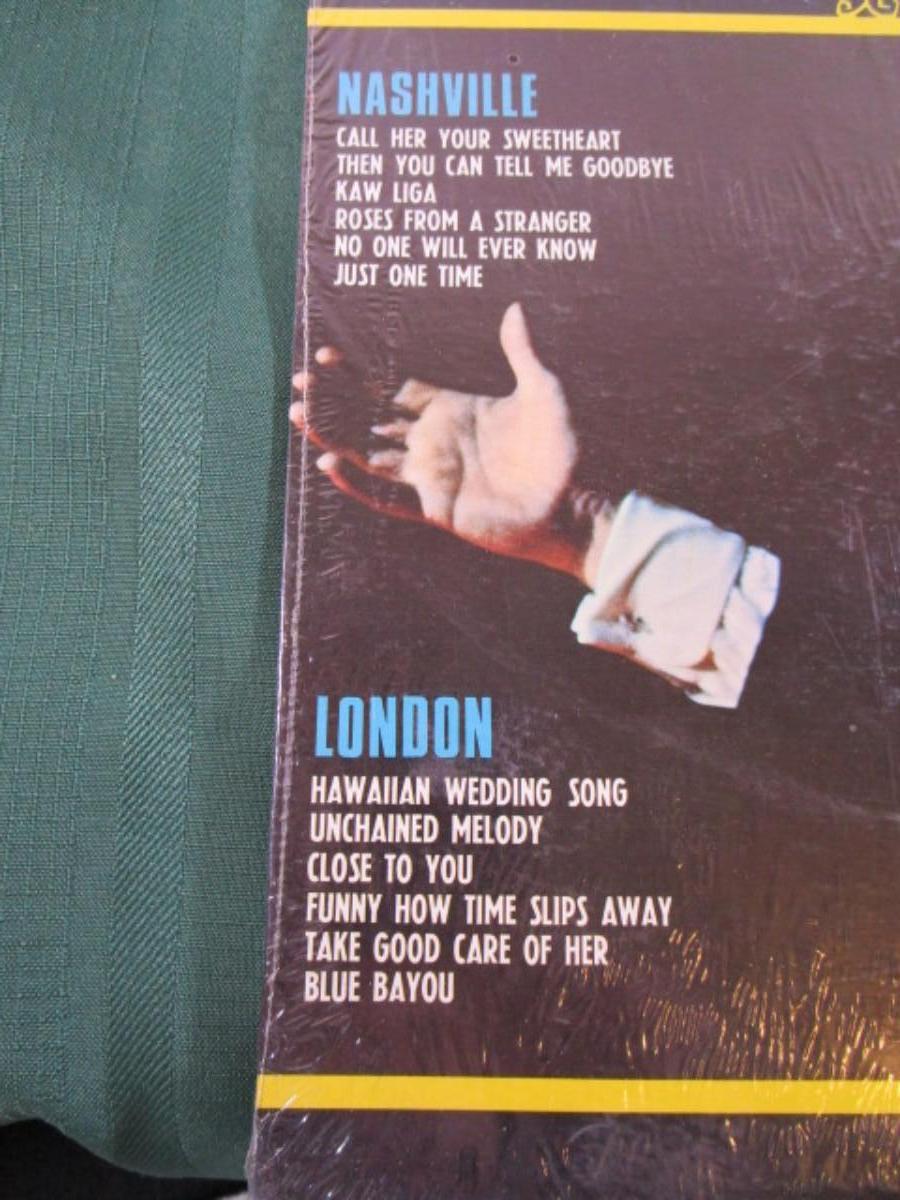 NASHVILLE
CALL HER YOUR SWEETHEART
THEN YOU CAN TELL ME GOODBYE
KAW LIGA
ROSES FROM A STRANGER
NO ONE WILL EVER KNOW
JUST ONE TIME
LONDON
HAWAIIAN WEDDING SONG
UNCHAINED MELODY
CLOSE TO YOU
FUNNY HOW TIME SLIPS AWAY
TAKE GOOD CARE OF HER
BLUE BAYOU